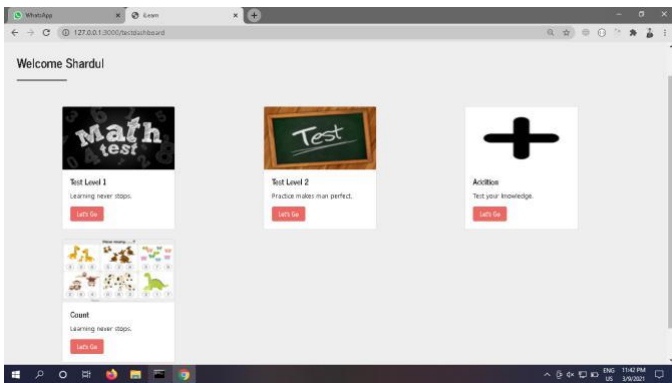 WhatsApp
iLearn
127.0.0.1:3000/testdashboard
Welcome Shardul
Math
test
Test Level 1
Learning never stops.
Let's Go
Test
Test Level 2
Practice makes man perfect.
Let's Go
Addition
Test your knowledge.
Let's Go
Count
Learning never stops.
Let's Go
ENG
US
11:42 PM
3/9/2021